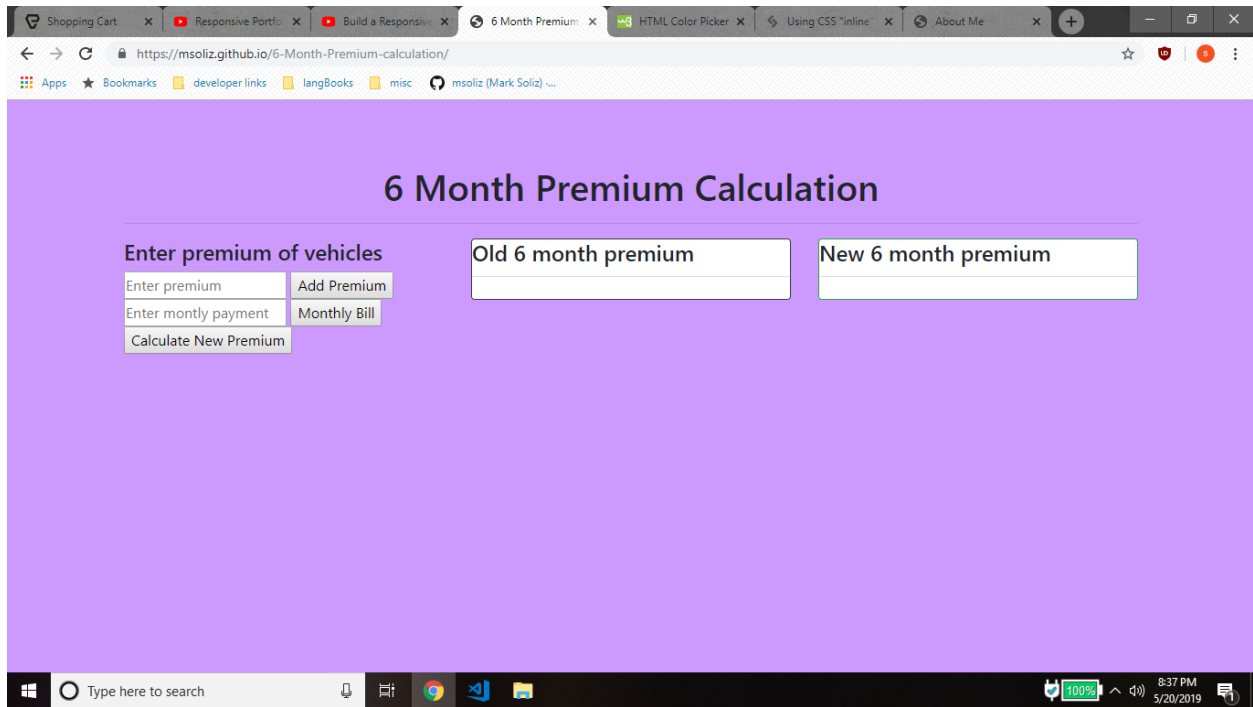 Shopping Cart Responsive Portfo Build a Responsive 6 Month Premium HTML Color Picker Using CSS "inline" About Me
https://msoliz.github.io/6-Month-Premium-calculation/
Apps Bookmarks developer links langBooks misc msoliz (Mark Soliz) ·...
6 Month Premium Calculation
Enter premium of vehicles
Enter premium Add Premium
Enter montly payment Monthly Bill
Calculate New Premium
Old 6 month premium
New 6 month premium
Type here to search
100%
8:37 PM
5/20/2019